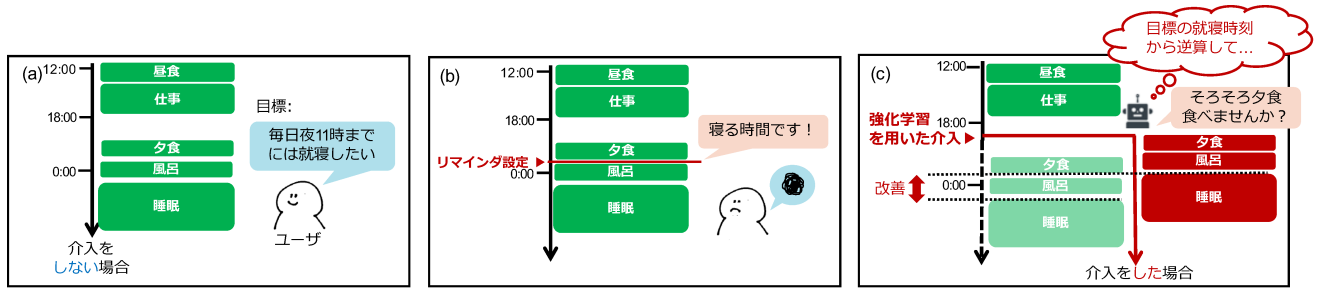 (a)
12:00
昼食
仕事
18:00
夕食
風呂
0:00
睡眠
介入を
しない場合
目標:
毎日夜11時まで
には就寝したい
ユーザ
(b)
12:00
昼食
仕事
18:00
夕食
リマインダ設定
0:00
風呂
睡眠
寝る時間です！
(c)
12:00
昼食
仕事
18:00
強化学習
を用いた介入
夕食
0:00
風呂
睡眠
改善
目標の就寝時刻
から逆算して…
そろそろ夕食
食べませんか？
夕食
風呂
睡眠
介入をした場合